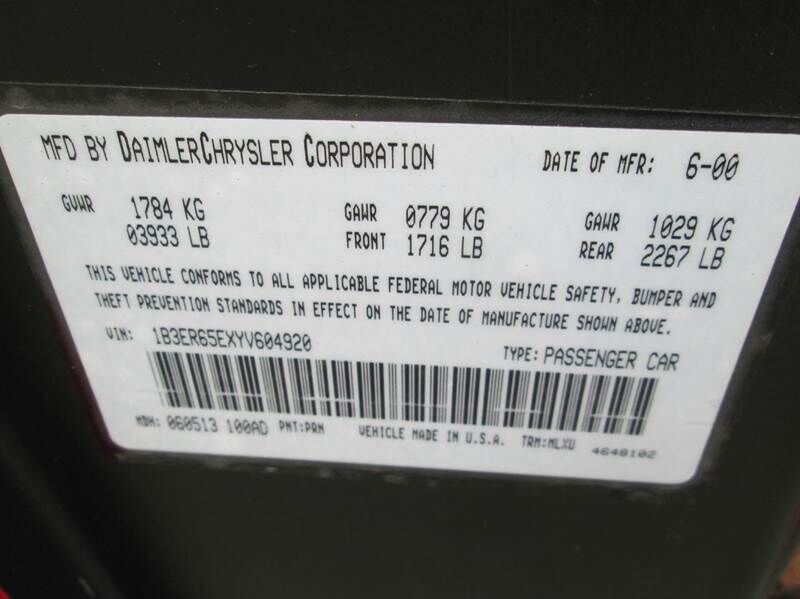 MFD BY DAIMLERCHRYSLER CORPORATION DATE OF MFR: 6-00
GVWR 1784 KG GAWR 0779 KG GAWR 1029 KG
03933 LB FRONT 1716 LB REAR 2267 LB
THIS VEHICLE CONFORMS TO ALL APPLICABLE FEDERAL MOTOR VEHICLE SAFETY, BUMPER AND
THEFT PREVENTION STANDARDS IN EFFECT ON THE DATE OF MANUFACTURE SHOWN ABOVE.
VIN: 1B3ER65EXYV604920 TYPE: PASSENGER CAR
MDH: 060513 100AD PNT:PRN VEHICLE MADE IN U.S.A. TRM:MLXU 4648102